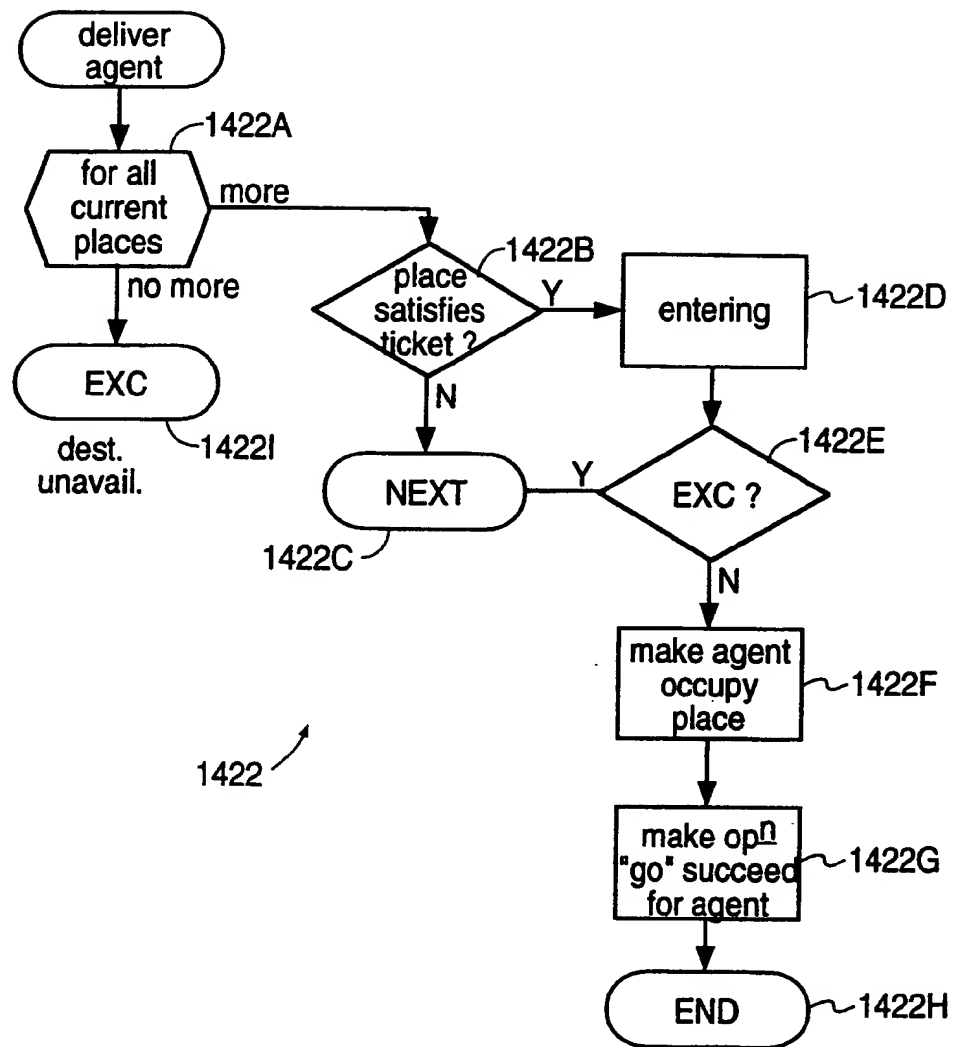 deliver
agent
1422A
for all
current
places
more
no more
EXC
1422I
dest.
unavail.
1422B
place
satisfies
ticket ?
Y
N
entering
1422D
1422E
EXC ?
Y
N
NEXT
1422C
make agent
occupy
place
1422F
1422
make opn
"go" succeed
for agent
1422G
END
1422H